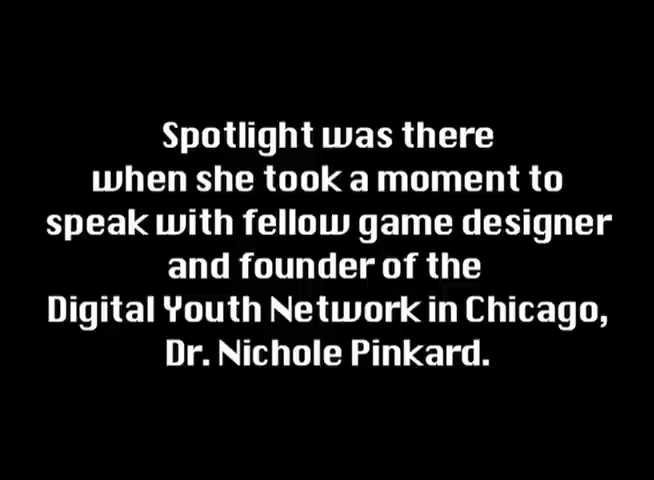 Spotlight was there
when she took a moment to
speak with fellow game designer
and founder of the
Digital Youth Network in Chicago,
Dr. Nichole Pinkard.